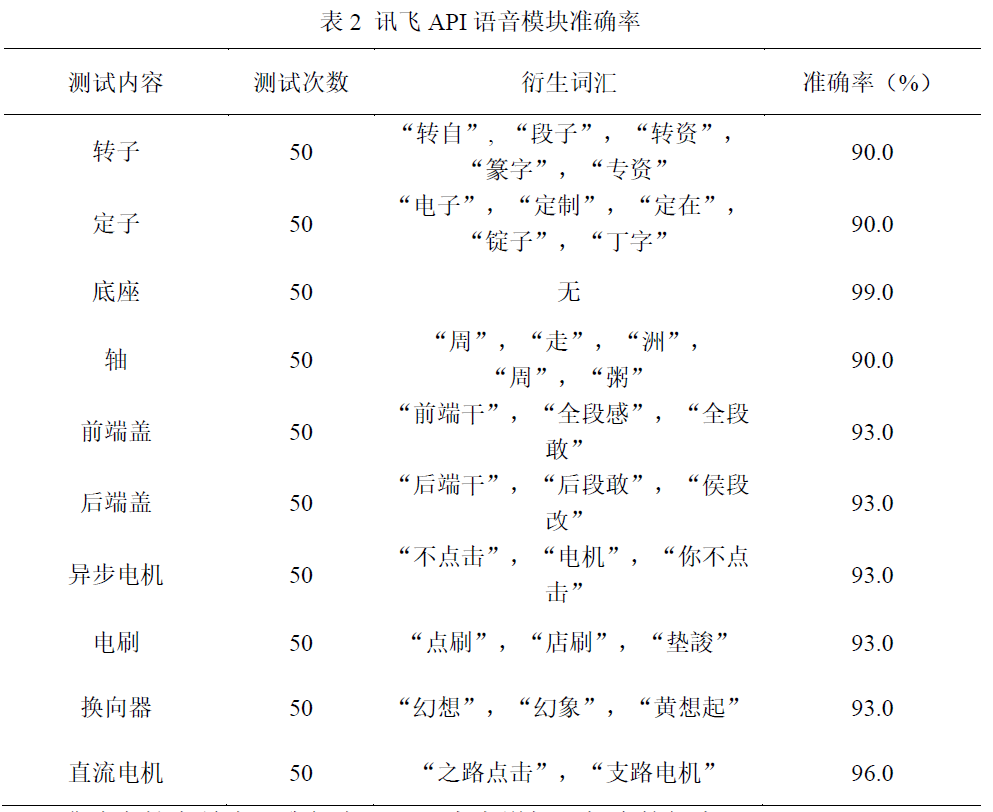 表 2 讯飞 API 语音模块准确率
测试内容 测试次数 衍生词汇 准确率（%）
“转自”, “段子”，“转资”，
转子 50 90.0
“篆字”，“专资”
“电子”，“定制”，“定在”，
定子 50 90.0
“锭子”，“丁字”
底座 50 无 99.0
“周”，“走”，“洲”，
轴 50 90.0
“周”，“粥”
“前端干”，“全段感”，“全段
前端盖 50 93.0
敢”
“后端干”，“后段敢”，“侯段
后端盖 50 93.0
改”
“不点击”，“电机”，“你不点
异步电机 50 93.0
击”
电刷 50 “点刷”，“店刷”，“垫誜” 93.0
换向器 50 “幻想”，“幻象”，“黄想起” 93.0
直流电机 50 “之路点击”，“支路电机” 96.0